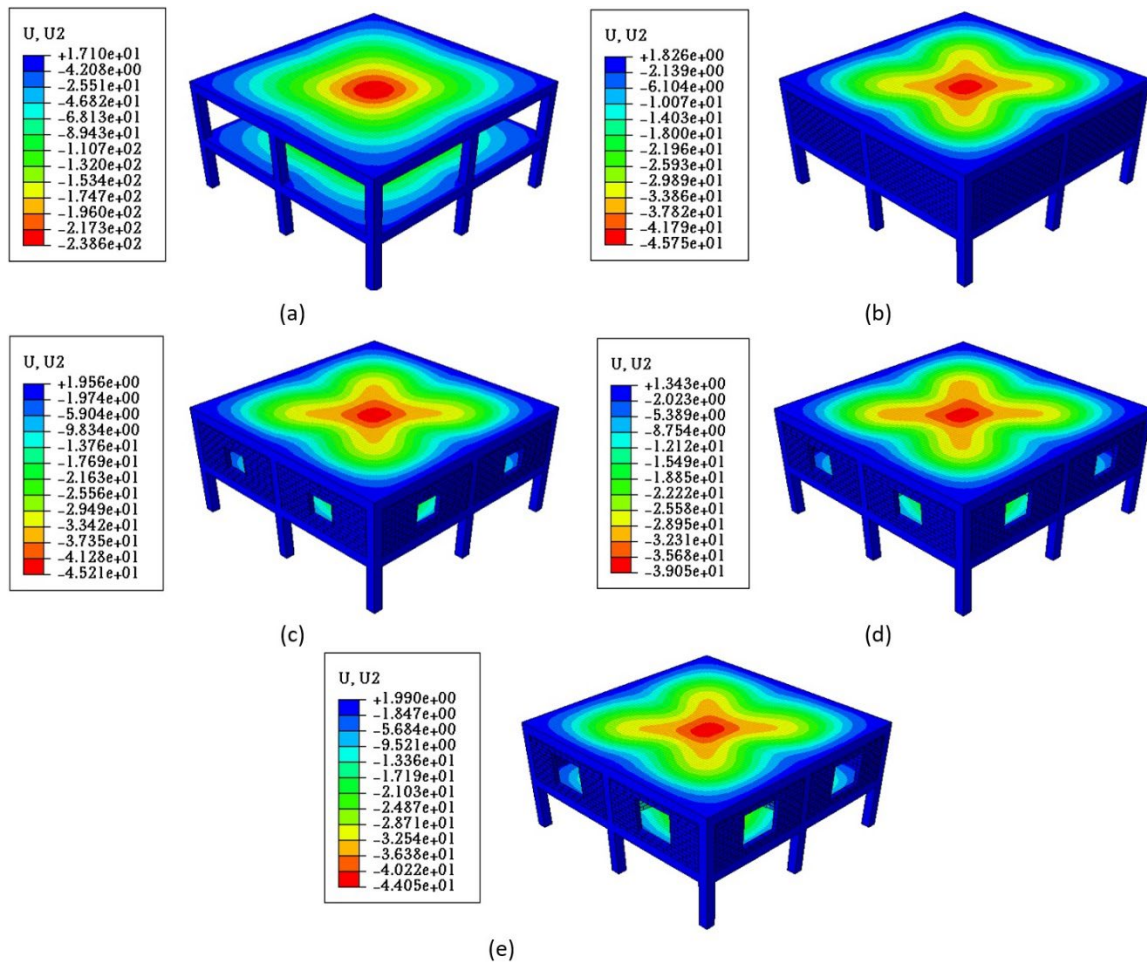 U, U2
+1.710e+01
-4.208e+00
-2.551e+01
-4.682e+01
-6.813e+01
-8.943e+01
-1.107e+02
-1.320e+02
-1.534e+02
-1.747e+02
-1.960e+02
-2.173e+02
-2.386e+02
(a)
U, U2
+1.826e+00
-2.139e+00
-6.104e+00
-1.007e+01
-1.403e+01
-1.800e+01
-2.196e+01
-2.593e+01
-2.989e+01
-3.386e+01
-3.782e+01
-4.179e+01
-4.575e+01
(b)
U, U2
+1.956e+00
-1.974e+00
-5.904e+00
-9.834e+00
-1.376e+01
-1.769e+01
-2.163e+01
-2.556e+01
-2.949e+01
-3.342e+01
-3.735e+01
-4.128e+01
-4.521e+01
(c)
U, U2
+1.343e+00
-2.023e+00
-5.389e+00
-8.754e+00
-1.212e+01
-1.549e+01
-1.885e+01
-2.222e+01
-2.558e+01
-2.895e+01
-3.231e+01
-3.568e+01
-3.905e+01
(d)
U, U2
+1.990e+00
-1.847e+00
-5.684e+00
-9.521e+00
-1.336e+01
-1.719e+01
-2.103e+01
-2.487e+01
-2.871e+01
-3.254e+01
-3.638e+01
-4.022e+01
-4.405e+01
(e)